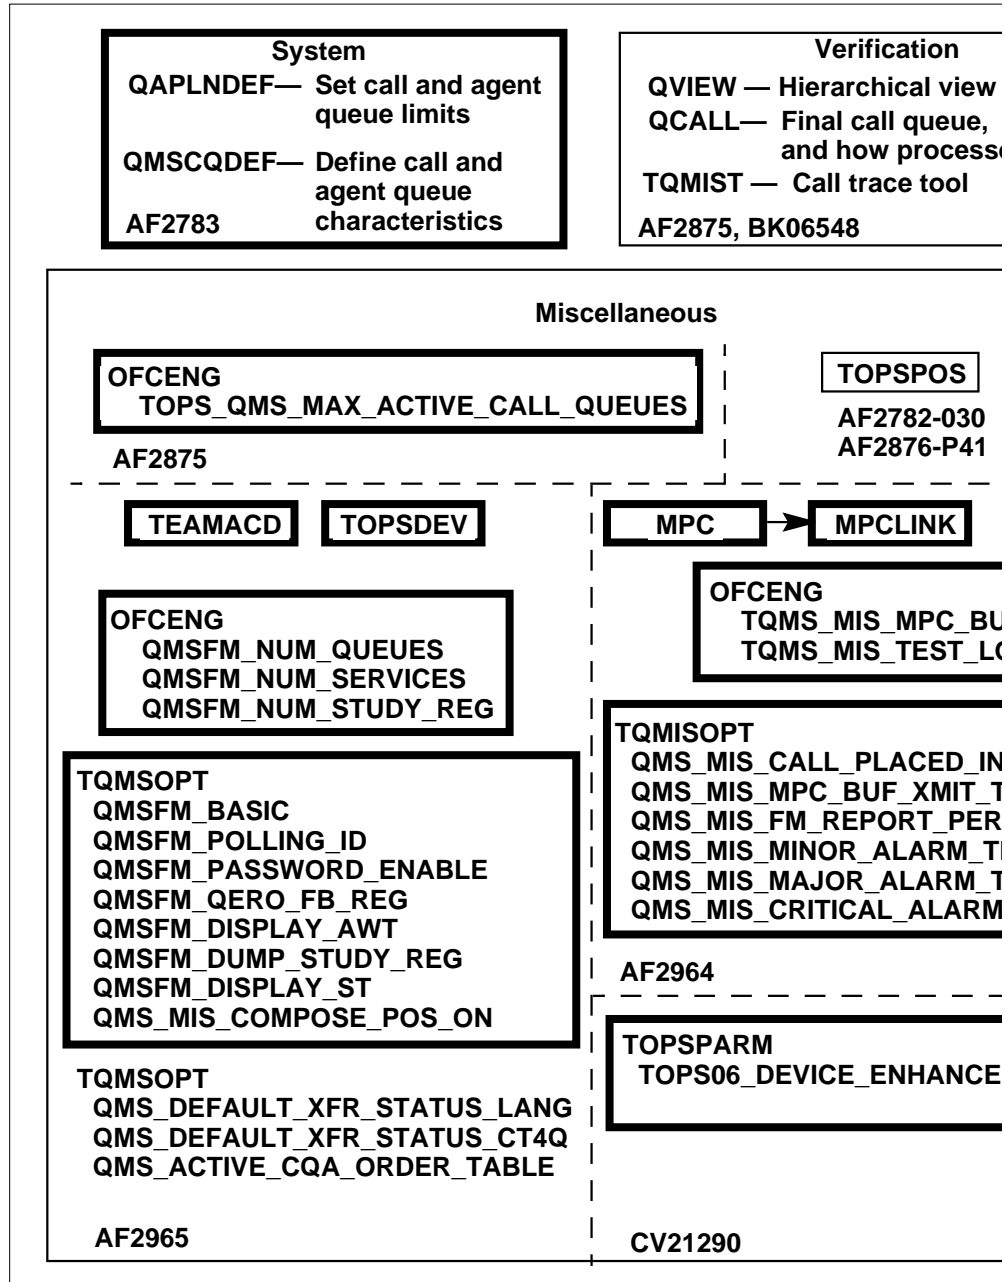 System
QAPLNDEF— Set call and agent
queue limits
QMSCQDEF— Define call and
agent queue
characteristics
AF2783
Verification
QVIEW — Hierarchical view
QCALL— Final call queue,
and how
TQMIST — Call trace tool
AF2875, BK06548
Miscellaneous
OFCENG
TOPS_QMS_MAX_ACTIVE_CALL_QUEUES
AF2875
TOPSPOS
AF2782-030
AF2876-P41
TEAMACD
TOPSDEV
OFCENG
QMSFM_NUM_QUEUES
QMSFM_NUM_SERVICES
QMSFM_NUM_STUDY_REG
TQMSOPT
QMSFM_BASIC
QMSFM_POLLING_ID
QMSFM_PASSWORD_ENABLE
QMSFM_QERO_FB_REG
QMSFM_DISPLAY_AWT
QMSFM_DUMP_STUDY_REG
QMSFM_DISPLAY_ST
QMS_MIS_COMPOSE_POS_ON
TQMSOPT
QMS_DEFAULT_XFR_STATUS_LANG
QMS_DEFAULT_XFR_STATUS_CT4Q
QMS_ACTIVE_CQA_ORDER_TABLE
AF2965
MPC
MPCLINK
OFCENG
TQMS_MIS_MPC_BU
TQMS_MIS_TEST_LO
TQMISOPT
QMS_MIS_CALL_PLACED_IN
QMS_MIS_MPC_BUF_XMIT_T
QMS_MIS_FM_REPORT_PER
QMS_MIS_MINOR_ALARM_T
QMS_MIS_MAJOR_ALARM_T
QMS_MIS_CRITICAL_ALARM
AF2964
TOPSPARM
TOPS06_DEVICE_ENHANCE
CV21290